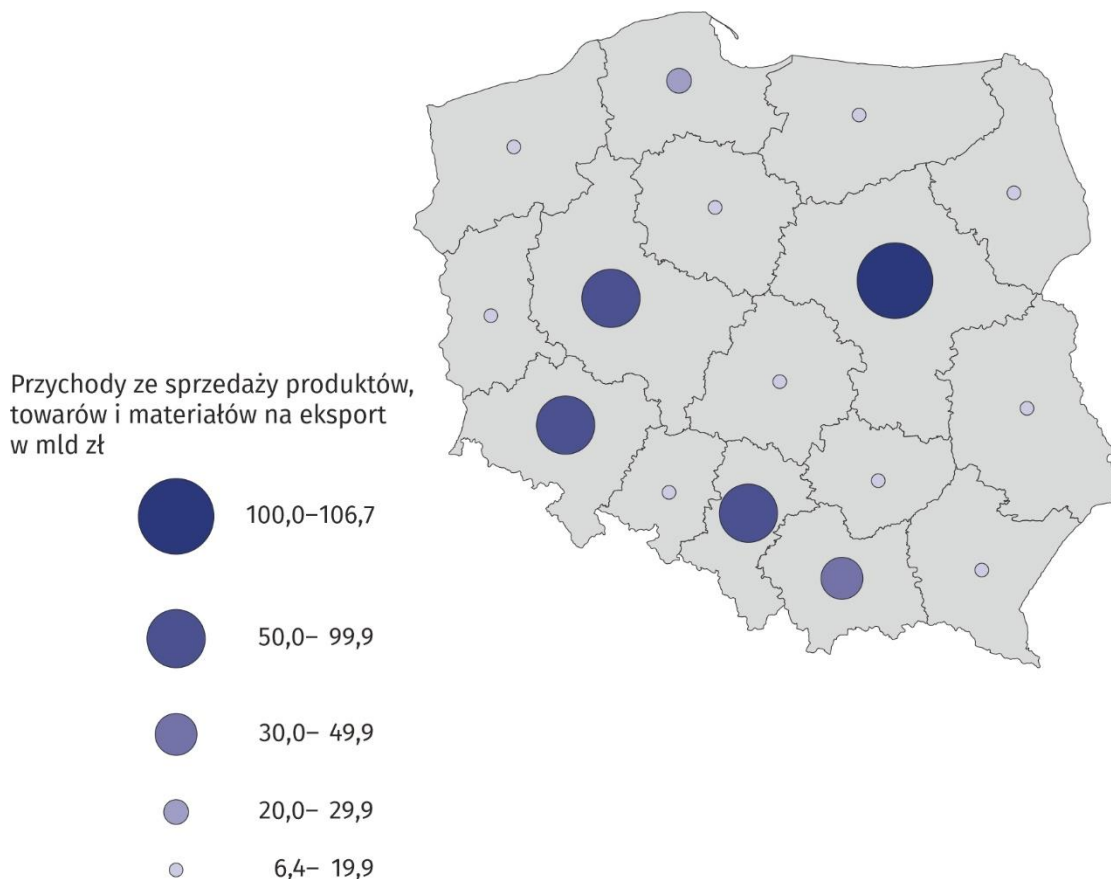 Przychody ze sprzedaży produktów,
towarów i materiałów na eksport
w mld zł
100,0–106,7
50,0– 99,9
30,0– 49,9
20,0– 29,9
6,4– 19,9